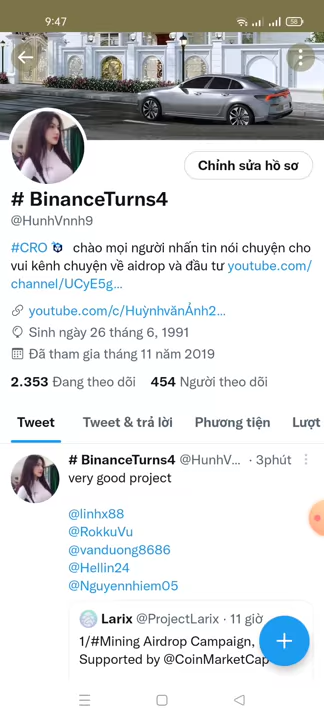 9:47
58
Chỉnh sửa hồ sơ
# BinanceTurns4
@HunhVnnh9
#CRO chào mọi người nhấn tin nói chuyện cho
vui kênh chuyện về aidrop và đầu tư youtube.com/
channel/UCyE5g...
youtube.com/c/HuỳnhvănẢnh2...
Sinh ngày 26 tháng 6, 1991
Đã tham gia tháng 11 năm 2019
2.353 Đang theo dõi 454 Người theo dõi
Tweet Tweet & trả lời Phương tiện Lượt
# BinanceTurns4 @HunhV... · 3phút
very good project
@linhx88
@RokkuVu
@vanduong8686
@Hellin24
@Nguyennhiem05
Larix @ProjectLarix · 11 giờ
1/#Mining Airdrop Campaign,
Supported by @CoinMarketCap